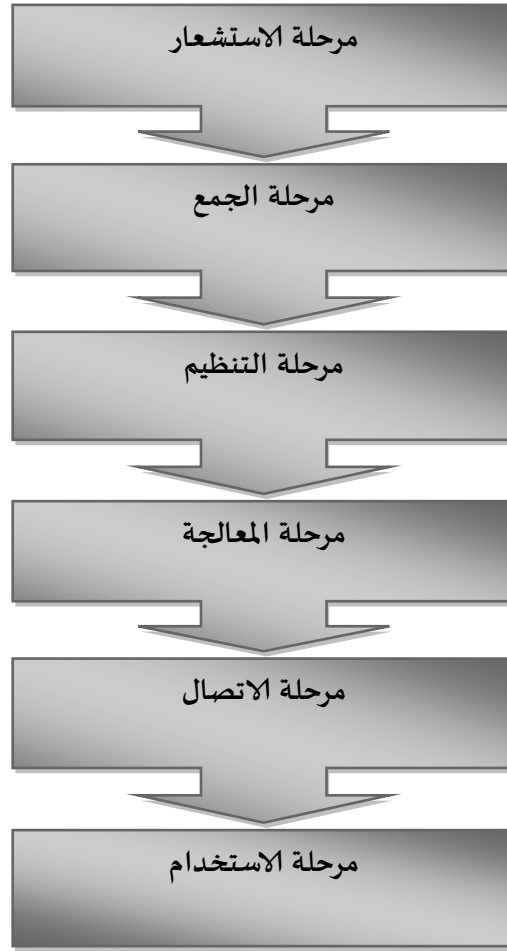 مرحلة الاستشعار
مرحلة الجمع
مرحلة التنظيم
مرحلة المعالجة
مرحلة الاتصال
مرحلة الاستخدام